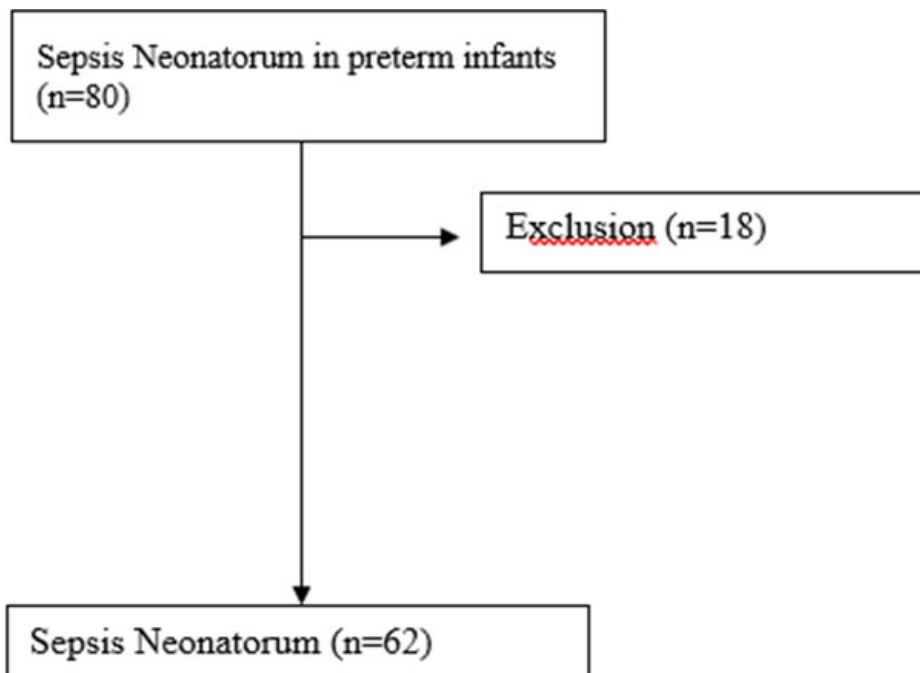 Sepsis Neonatorum in preterm infants
(n=80)
Exclusion (n=18)
Sepsis Neonatorum (n=62)